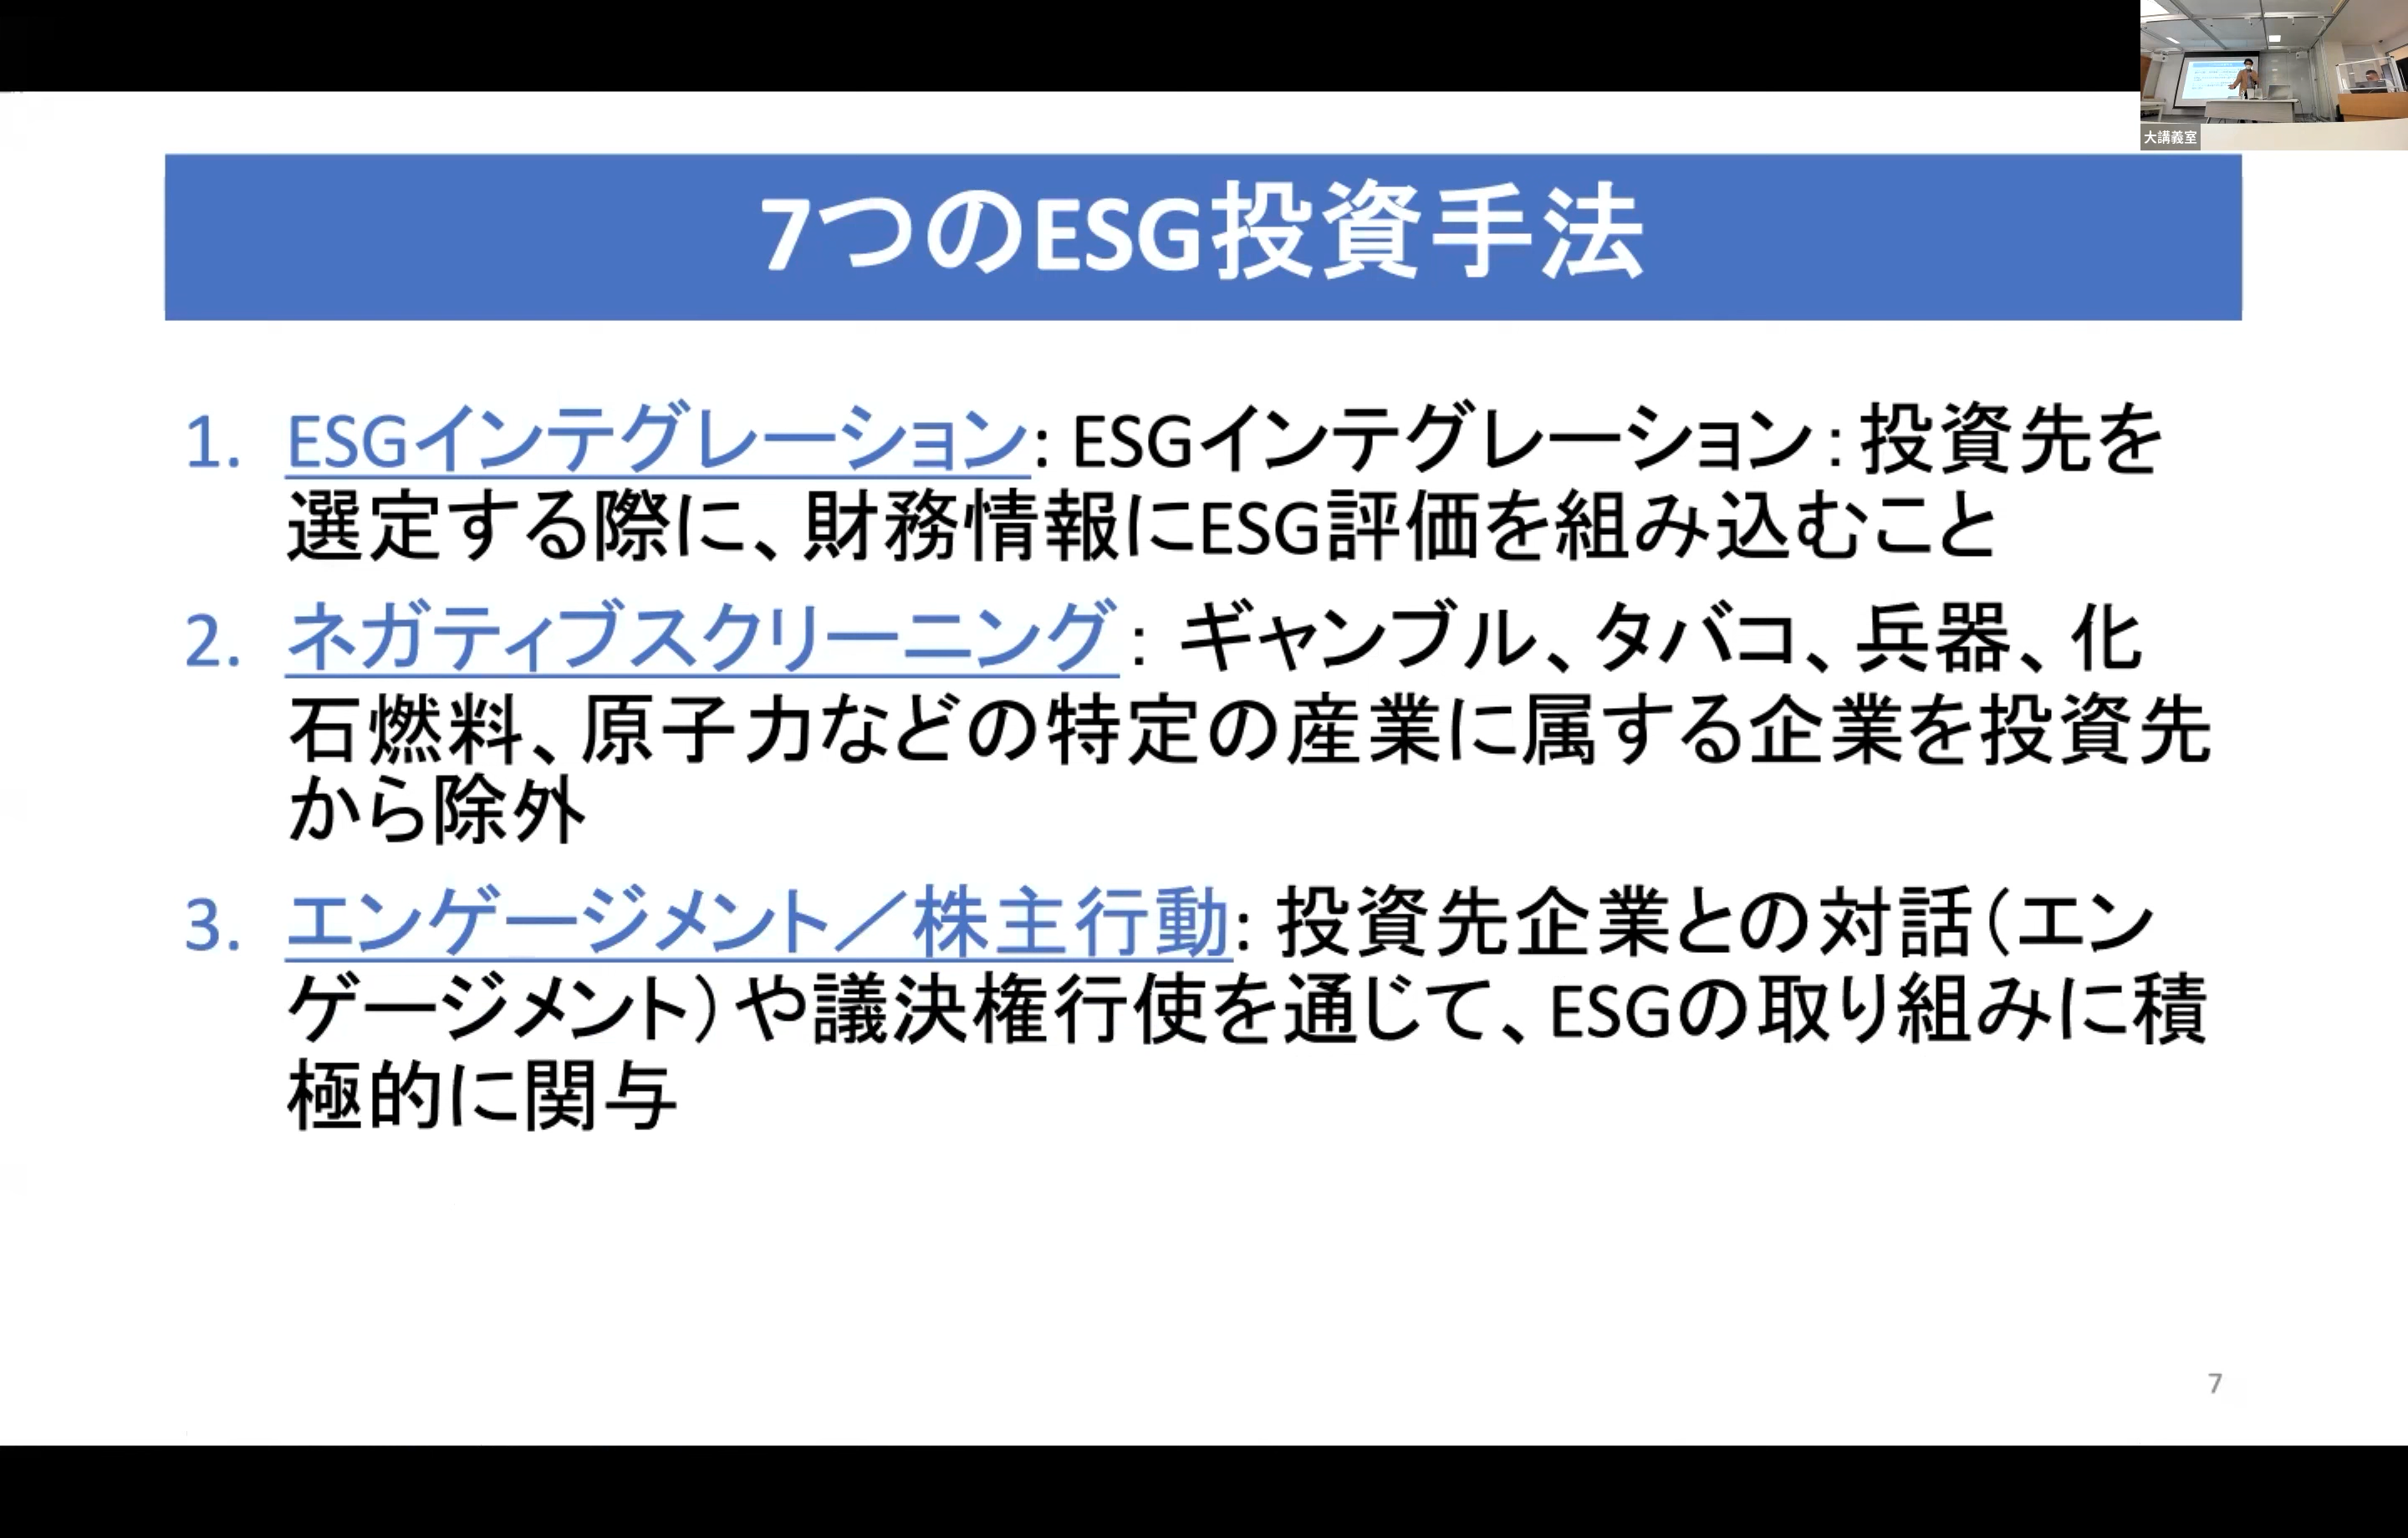 大講義室
7つのESG投資手法
1. ESGインテグレーション: ESGインテグレーション：投資先を
選定する際に、財務情報にESG評価を組み込むこと
2. ネガティブスクリーニング： ギャンブル、タバコ、兵器、化
石燃料、原子力などの特定の産業に属する企業を投資先
から除外
3. エンゲージメント／株主行動: 投資先企業との対話（エン
ゲージメント）や議決権行使を通じて、ESGの取り組みに積
極的に関与
7